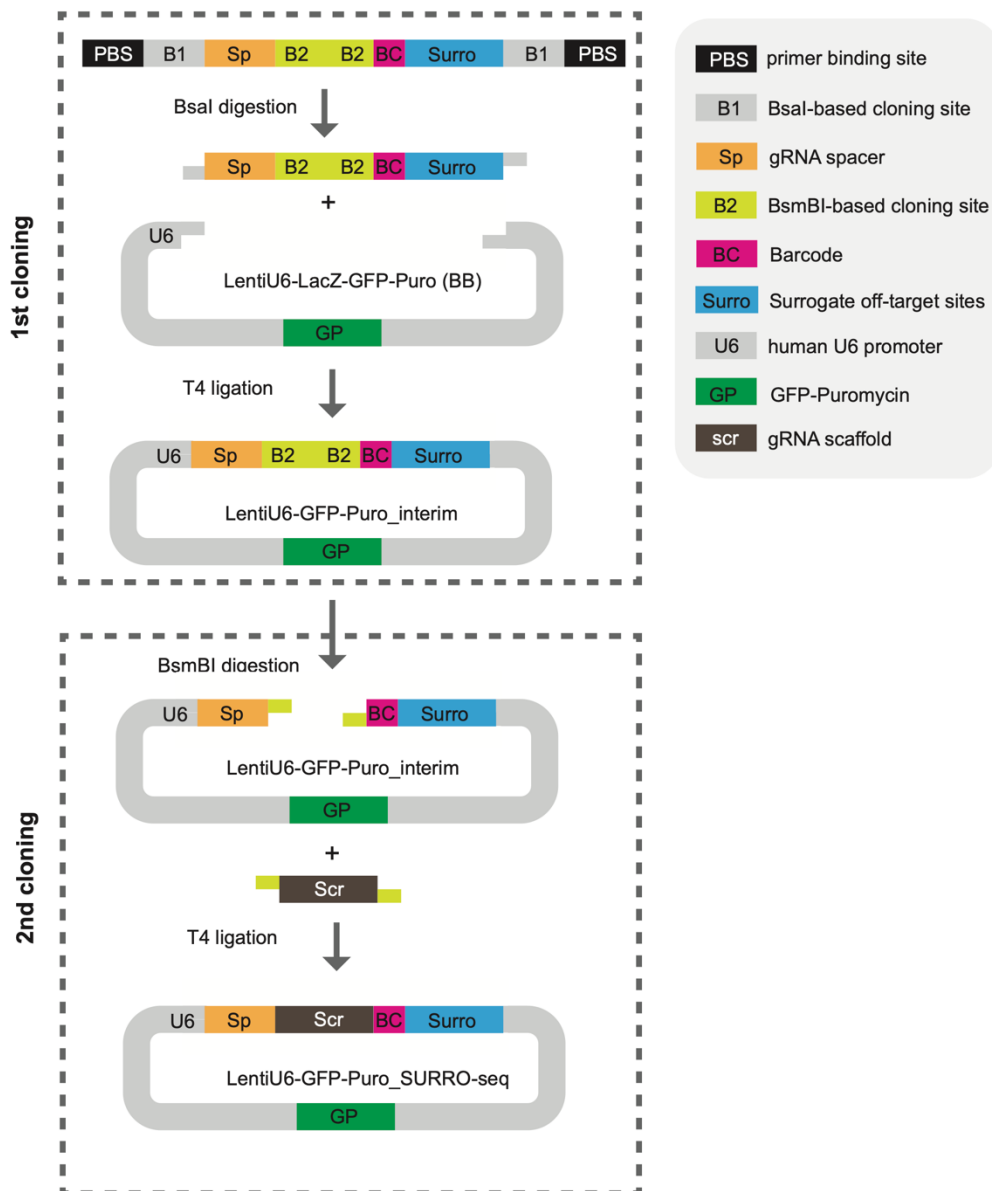 1st cloning
PBS B1 Sp B2 B2 BC Surro B1 PBS
BsaI digestion
Sp B2 B2 BC Surro
+
U6
LentiU6-LacZ-GFP-Puro (BB)
GP
T4 ligation
U6 Sp B2 B2 BC Surro
LentiU6-GFP-Puro_interim
GP
2nd cloning
BsmBI digestion
U6 Sp BC Surro
LentiU6-GFP-Puro_interim
GP
+
Scr
T4 ligation
U6 Sp Scr BC Surro
LentiU6-GFP-Puro_SURRO-seq
GP
PBS primer binding site
B1 BsaI-based cloning site
Sp gRNA spacer
B2 BsmBI-based cloning site
BC Barcode
Surro Surrogate off-target sites
U6 human U6 promoter
GP GFP-Puromycin
scr gRNA scaffold